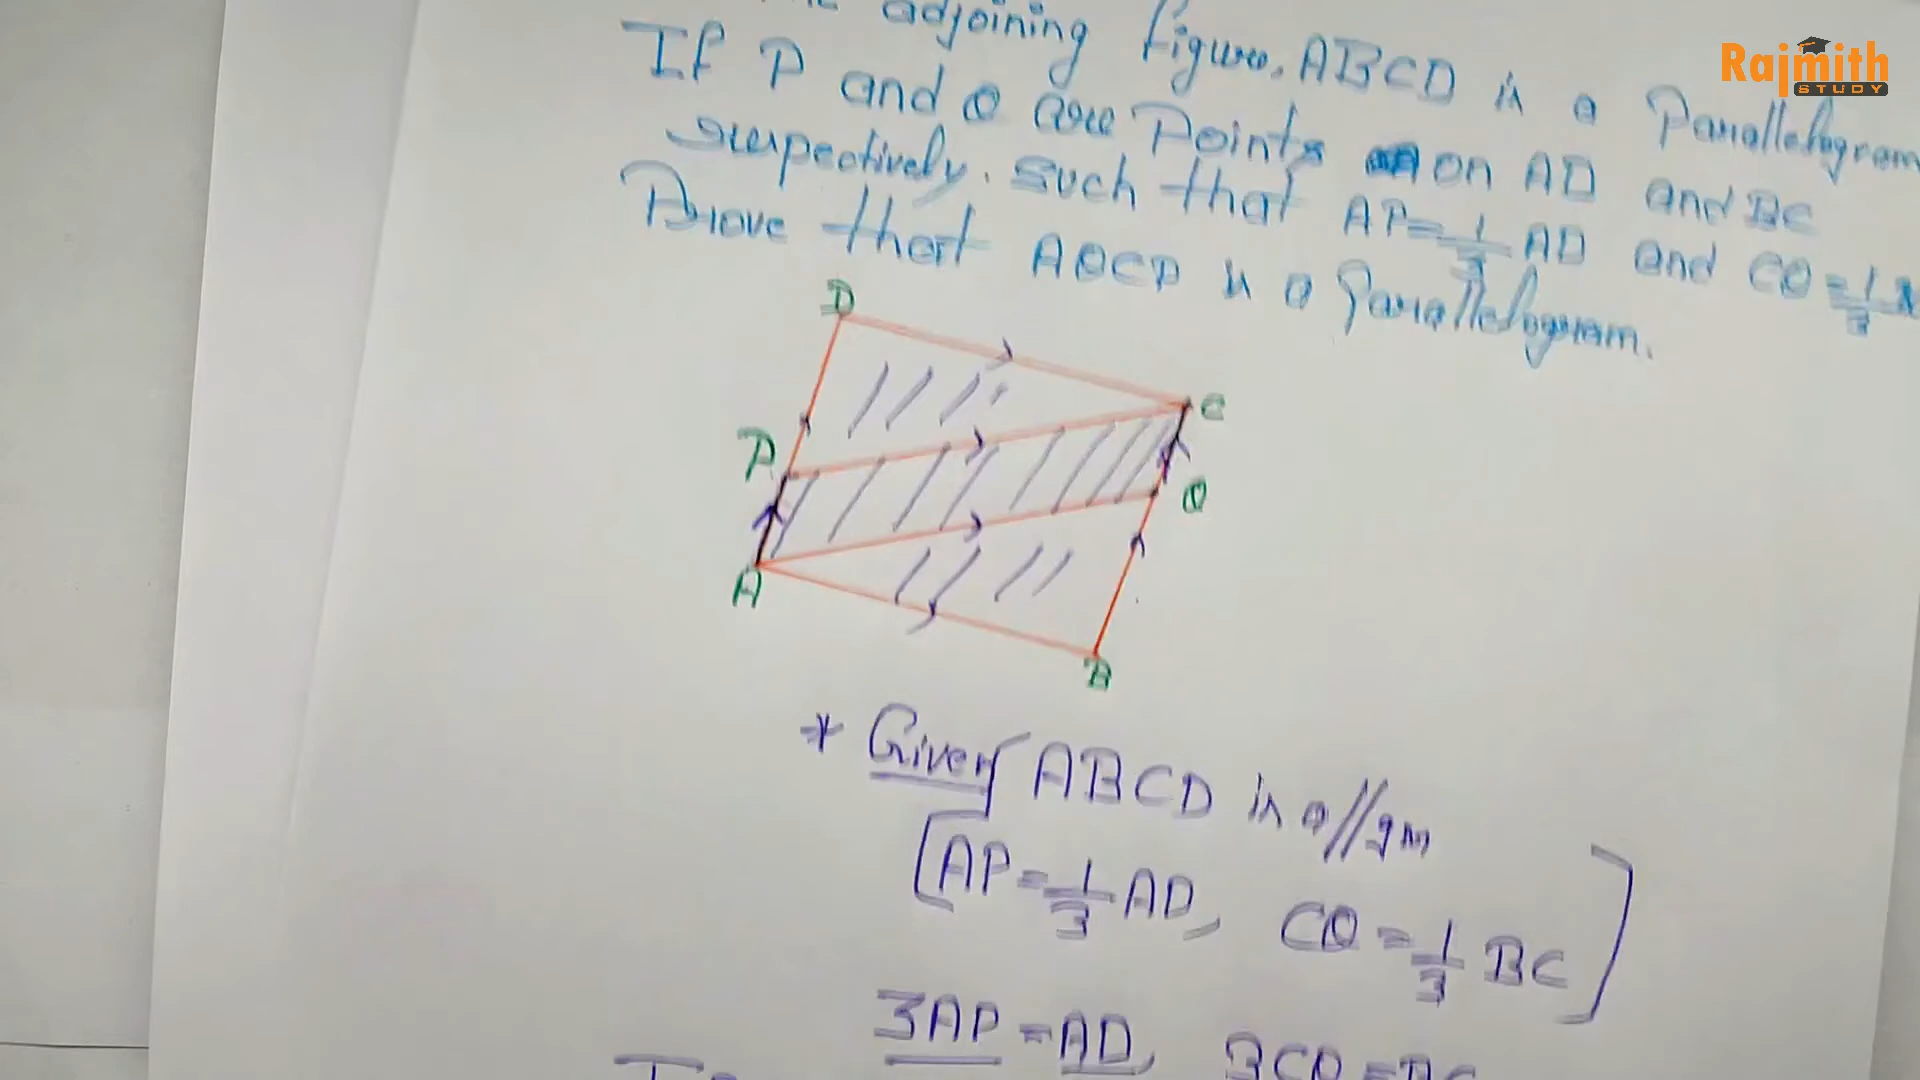 adjoining figure, ABCD is a Parallelogram
If P and Q are Points on AD and BC
respectively. such that AP=1/3 AD and CQ=1/3
Prove that AQCP is a Parallelogram.
D
C
P
Q
A
B
* Given ABCD is a //gm
[AP=1/3 AD, CQ=1/3 BC]
3AP=AD,
Rajmith
STUDY